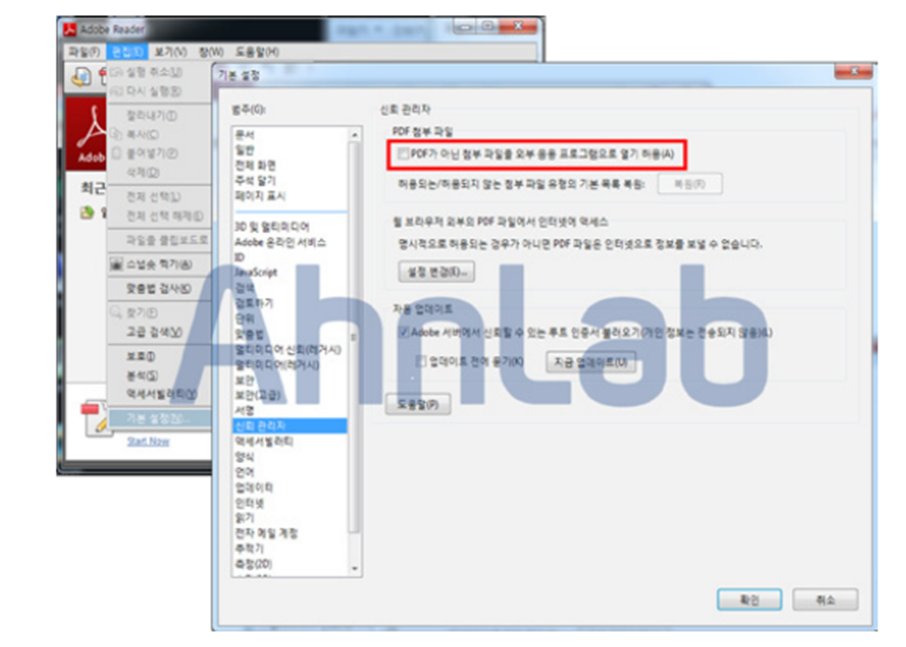 Adobe Reader
파일(F) 편집(E) 보기(V) 창(W) 도움말(H)
실행 취소(U)
다시 실행(R)
잘라내기(T)
복사(C)
붙여넣기(P)
삭제(D)
전체 선택(L)
전체 선택 해제(E)
파일을 클립보드로
스냅숏 찍기(A)
맞춤법 검사(K)
찾기(F)
고급 검색(V)
보호(I)
분석(S)
액세서빌러티(Y)
기본 설정(N)...
Adob
최근
Start Now
기본 설정
범주(G):
문서
일반
전체 화면
주석 달기
페이지 표시
3D 및 멀티미디어
Adobe 온라인 서비스
ID
JavaScript
검색
검토하기
단위
맞춤법
멀티미디어 신뢰(레거시)
멀티미디어(레거시)
보안
보안(고급)
서명
신뢰 관리자
액세서빌러티
양식
언어
업데이터
인터넷
읽기
전자 메일 계정
추적기
측정(2D)
신뢰 관리자
PDF 첨부 파일
PDF가 아닌 첨부 파일을 외부 응용 프로그램으로 열기 허용(A)
허용되는/허용되지 않는 첨부 파일 유형의 기본 목록 복원: 복원(R)
웹 브라우저 외부의 PDF 파일에서 인터넷에 액세스
명시적으로 허용되는 경우가 아니면 PDF 파일은 인터넷으로 정보를 보낼 수 없습니다.
설정 변경(E)...
자동 업데이트
Adobe 서버에서 신뢰할 수 있는 루트 인증서 불러오기(개인 정보는 전송되지 않음)(L)
업데이트 전에 묻기(K) 지금 업데이트(U)
도움말(P)
확인 취소
AhnLab